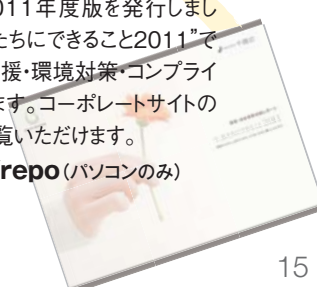 011年度版を発行しまし
たちにできること2011”で
援・環境対策・コンプライ
ます。コーポレートサイトの
覧いただけます。
repo（パソコンのみ）
15